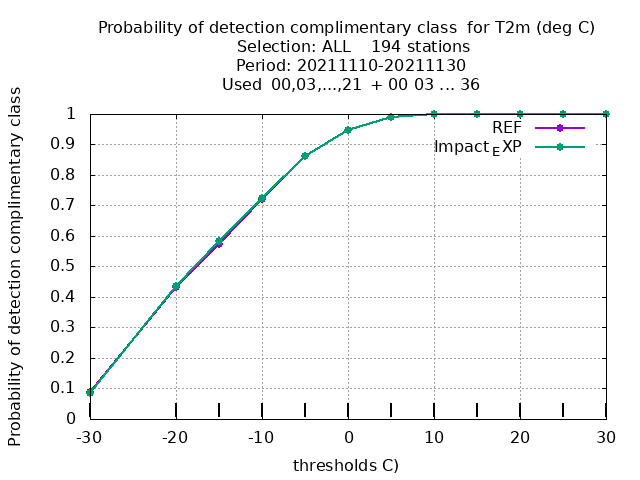 Probability of detection complimentary class  for T2m (deg C)
Selection: ALL    194 stations
Period: 20211110-20211130
Used  00,03,...,21  + 00 03 ... 36
Probability of detection complimentary class
1
0.9
0.8
0.7
0.6
0.5
0.4
0.3
0.2
0.1
0
REF
Impact_EXP
-30 -20 -10 0 10 20 30
thresholds C)